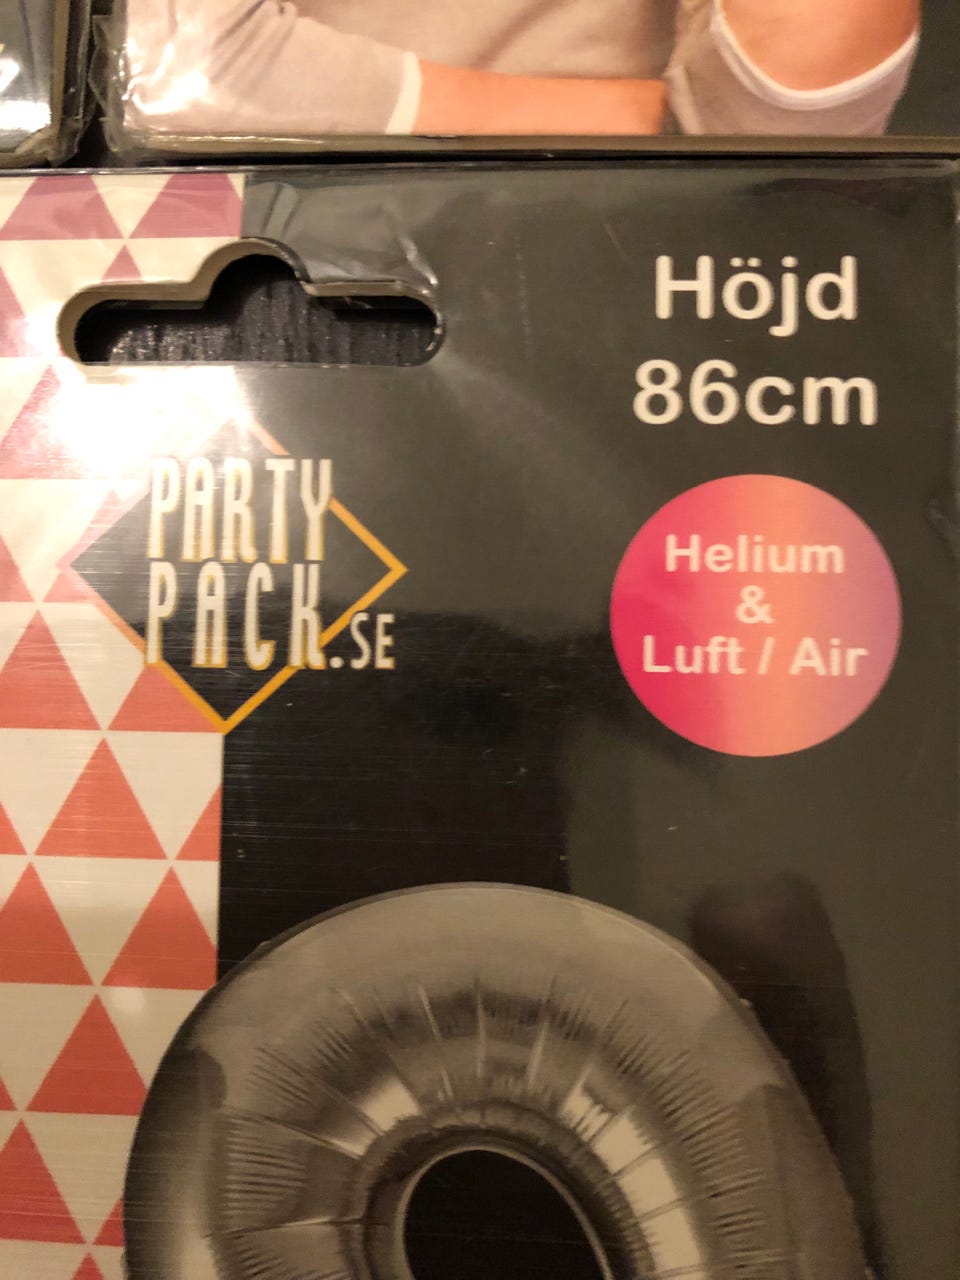 Höjd
86cm
PARTY
PACK.SE
Helium
&
Luft / Air